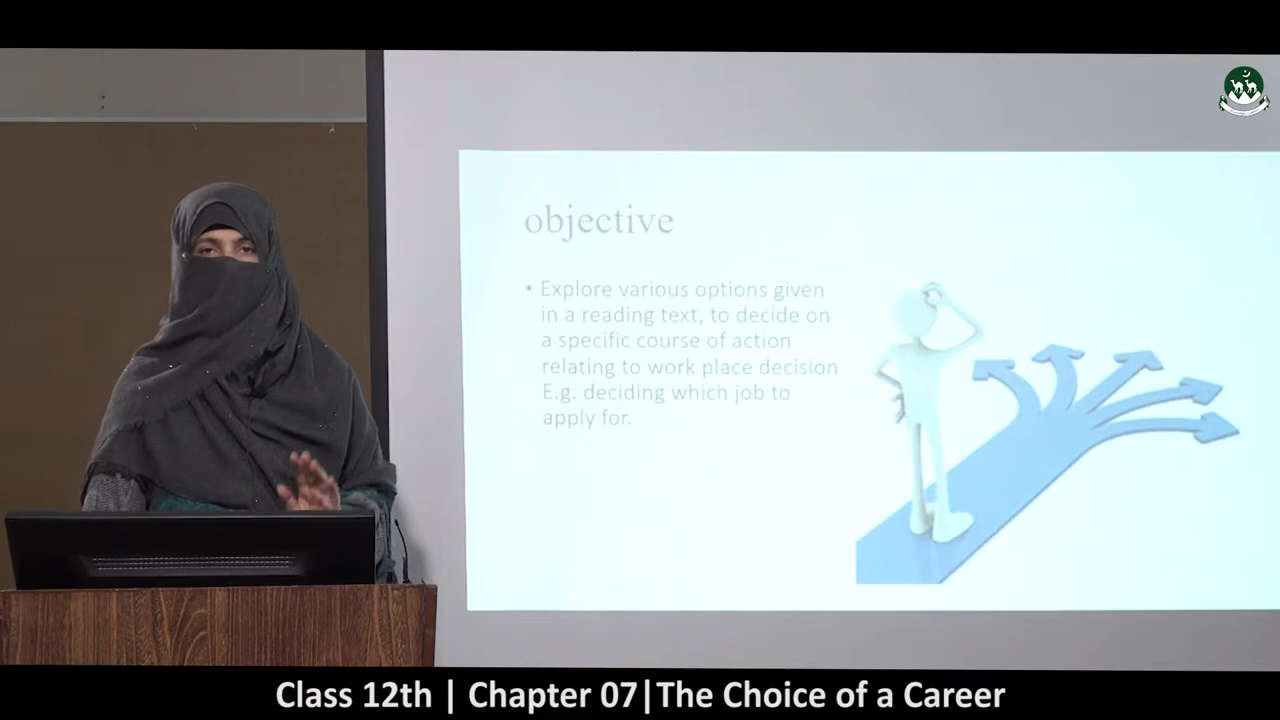 objective
• Explore various options given
in a reading text, to decide on
a specific course of action
relating to work place decision
E.g. deciding which job to
apply for.
Class 12th | Chapter 07|The Choice of a Career